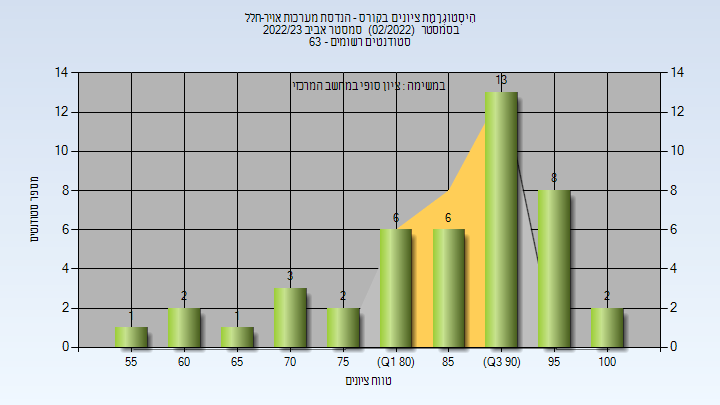 היסטוגרמת ציונים בקורס - הנדסת מערכות אויר-חלל
בסמסטר (02/2022) סמסטר אביב 2022/23
סטודנטים רשומים - 63
במשימה : ציון סופי במחשב המרכזי
מספר סטודנטים
14 14
12 12
10 10
8 8
6 6
4 4
2 2
0 0
1 2 1 3 2 6 6 13 8 2
55 60 65 70 75 (Q1 80) 85 (Q3 90) 95 100
טווח ציונים